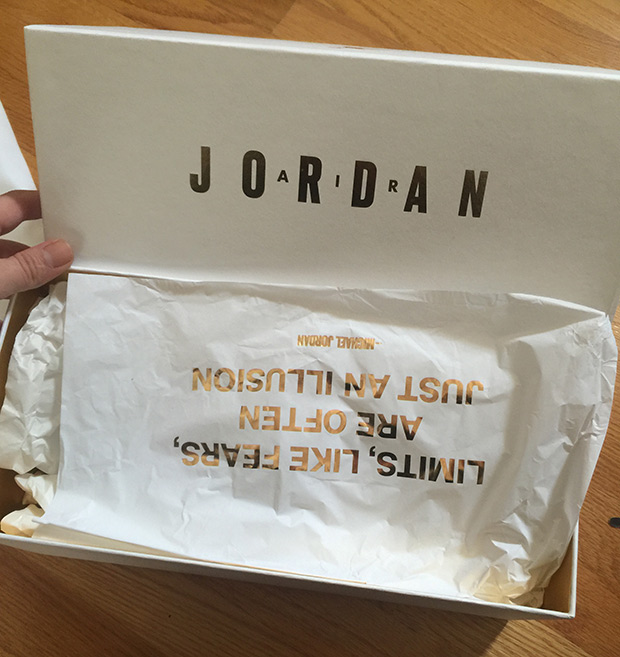 JORDAN
AIR
LIMITS, LIKE FEARS,
ARE OFTEN
JUST AN ILLUSION
-MICHAEL JORDAN